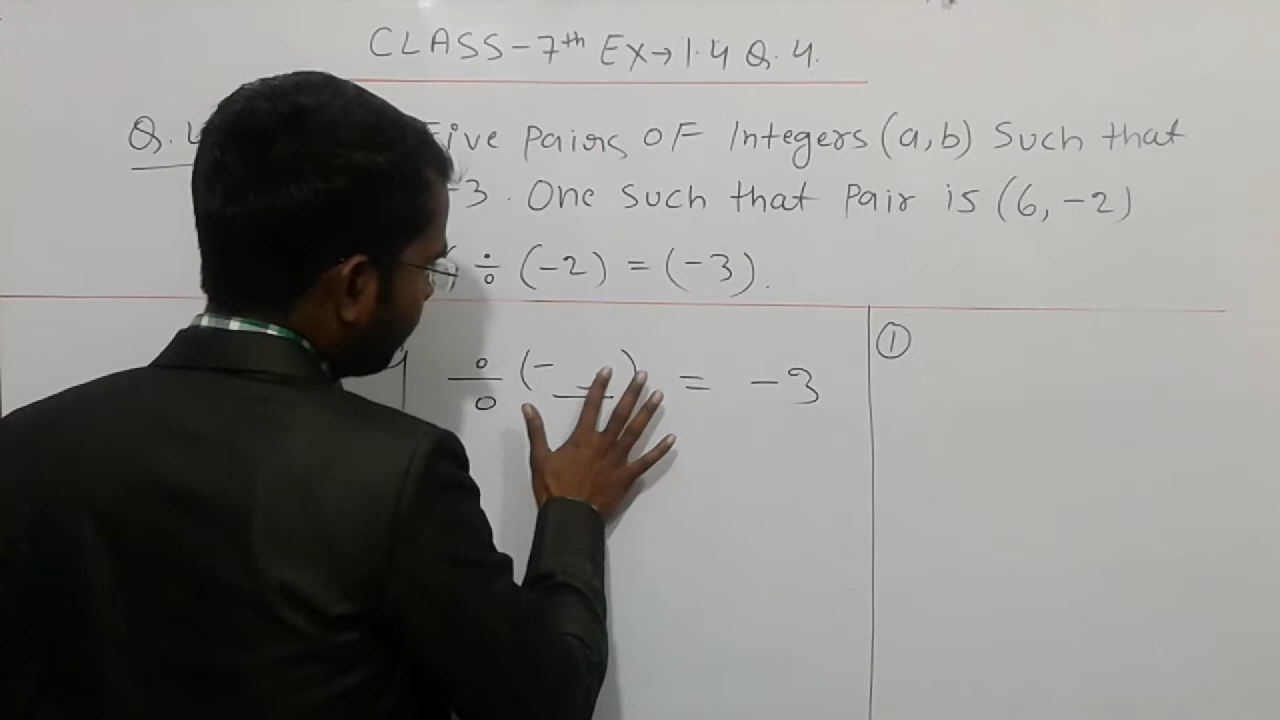 CLASS-7th EX→1.4 Q.4.
Q. Five Pairs OF Integers (a,b) Such that
-3. One Such that Pair is (6, -2)
÷ (-2) = (-3).
÷ (- ) = -3
①